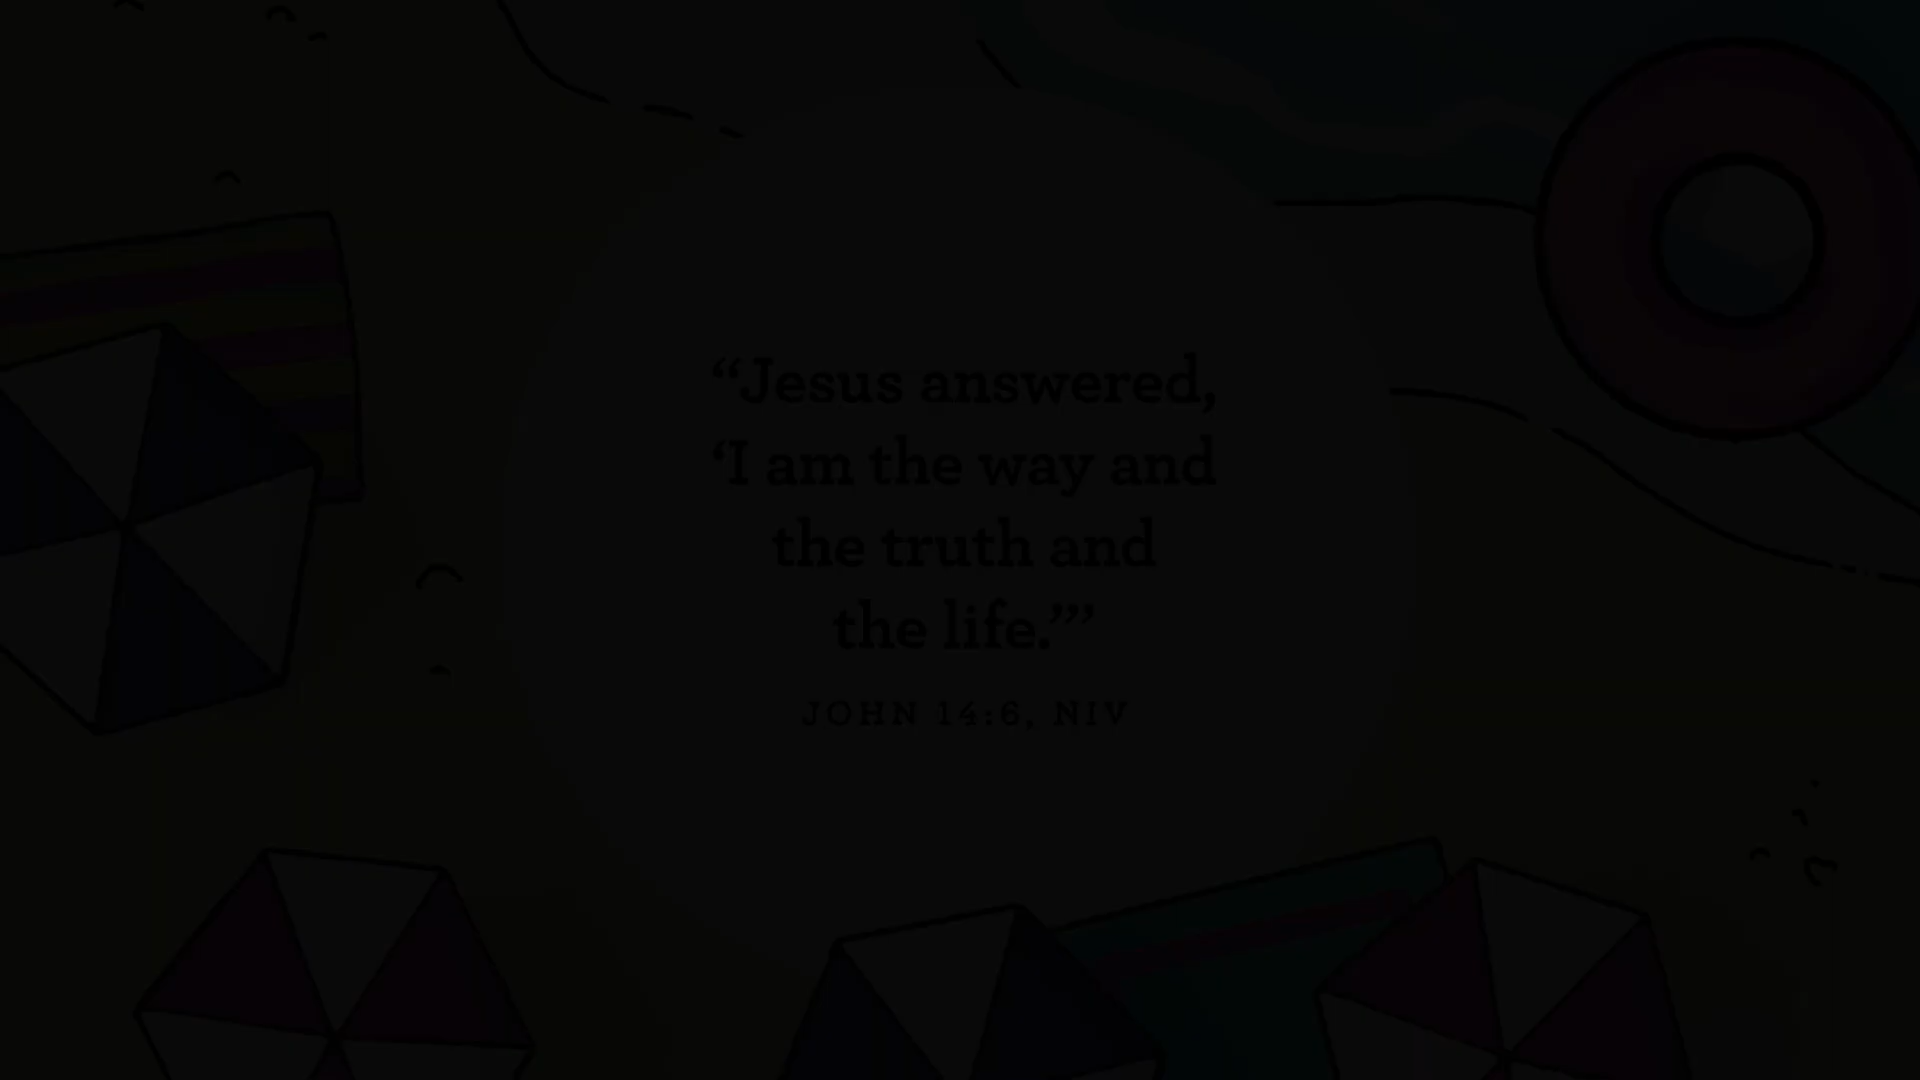 “Jesus answered,
‘I am the way and
the truth and
the life.’”
JOHN 14:6, NIV